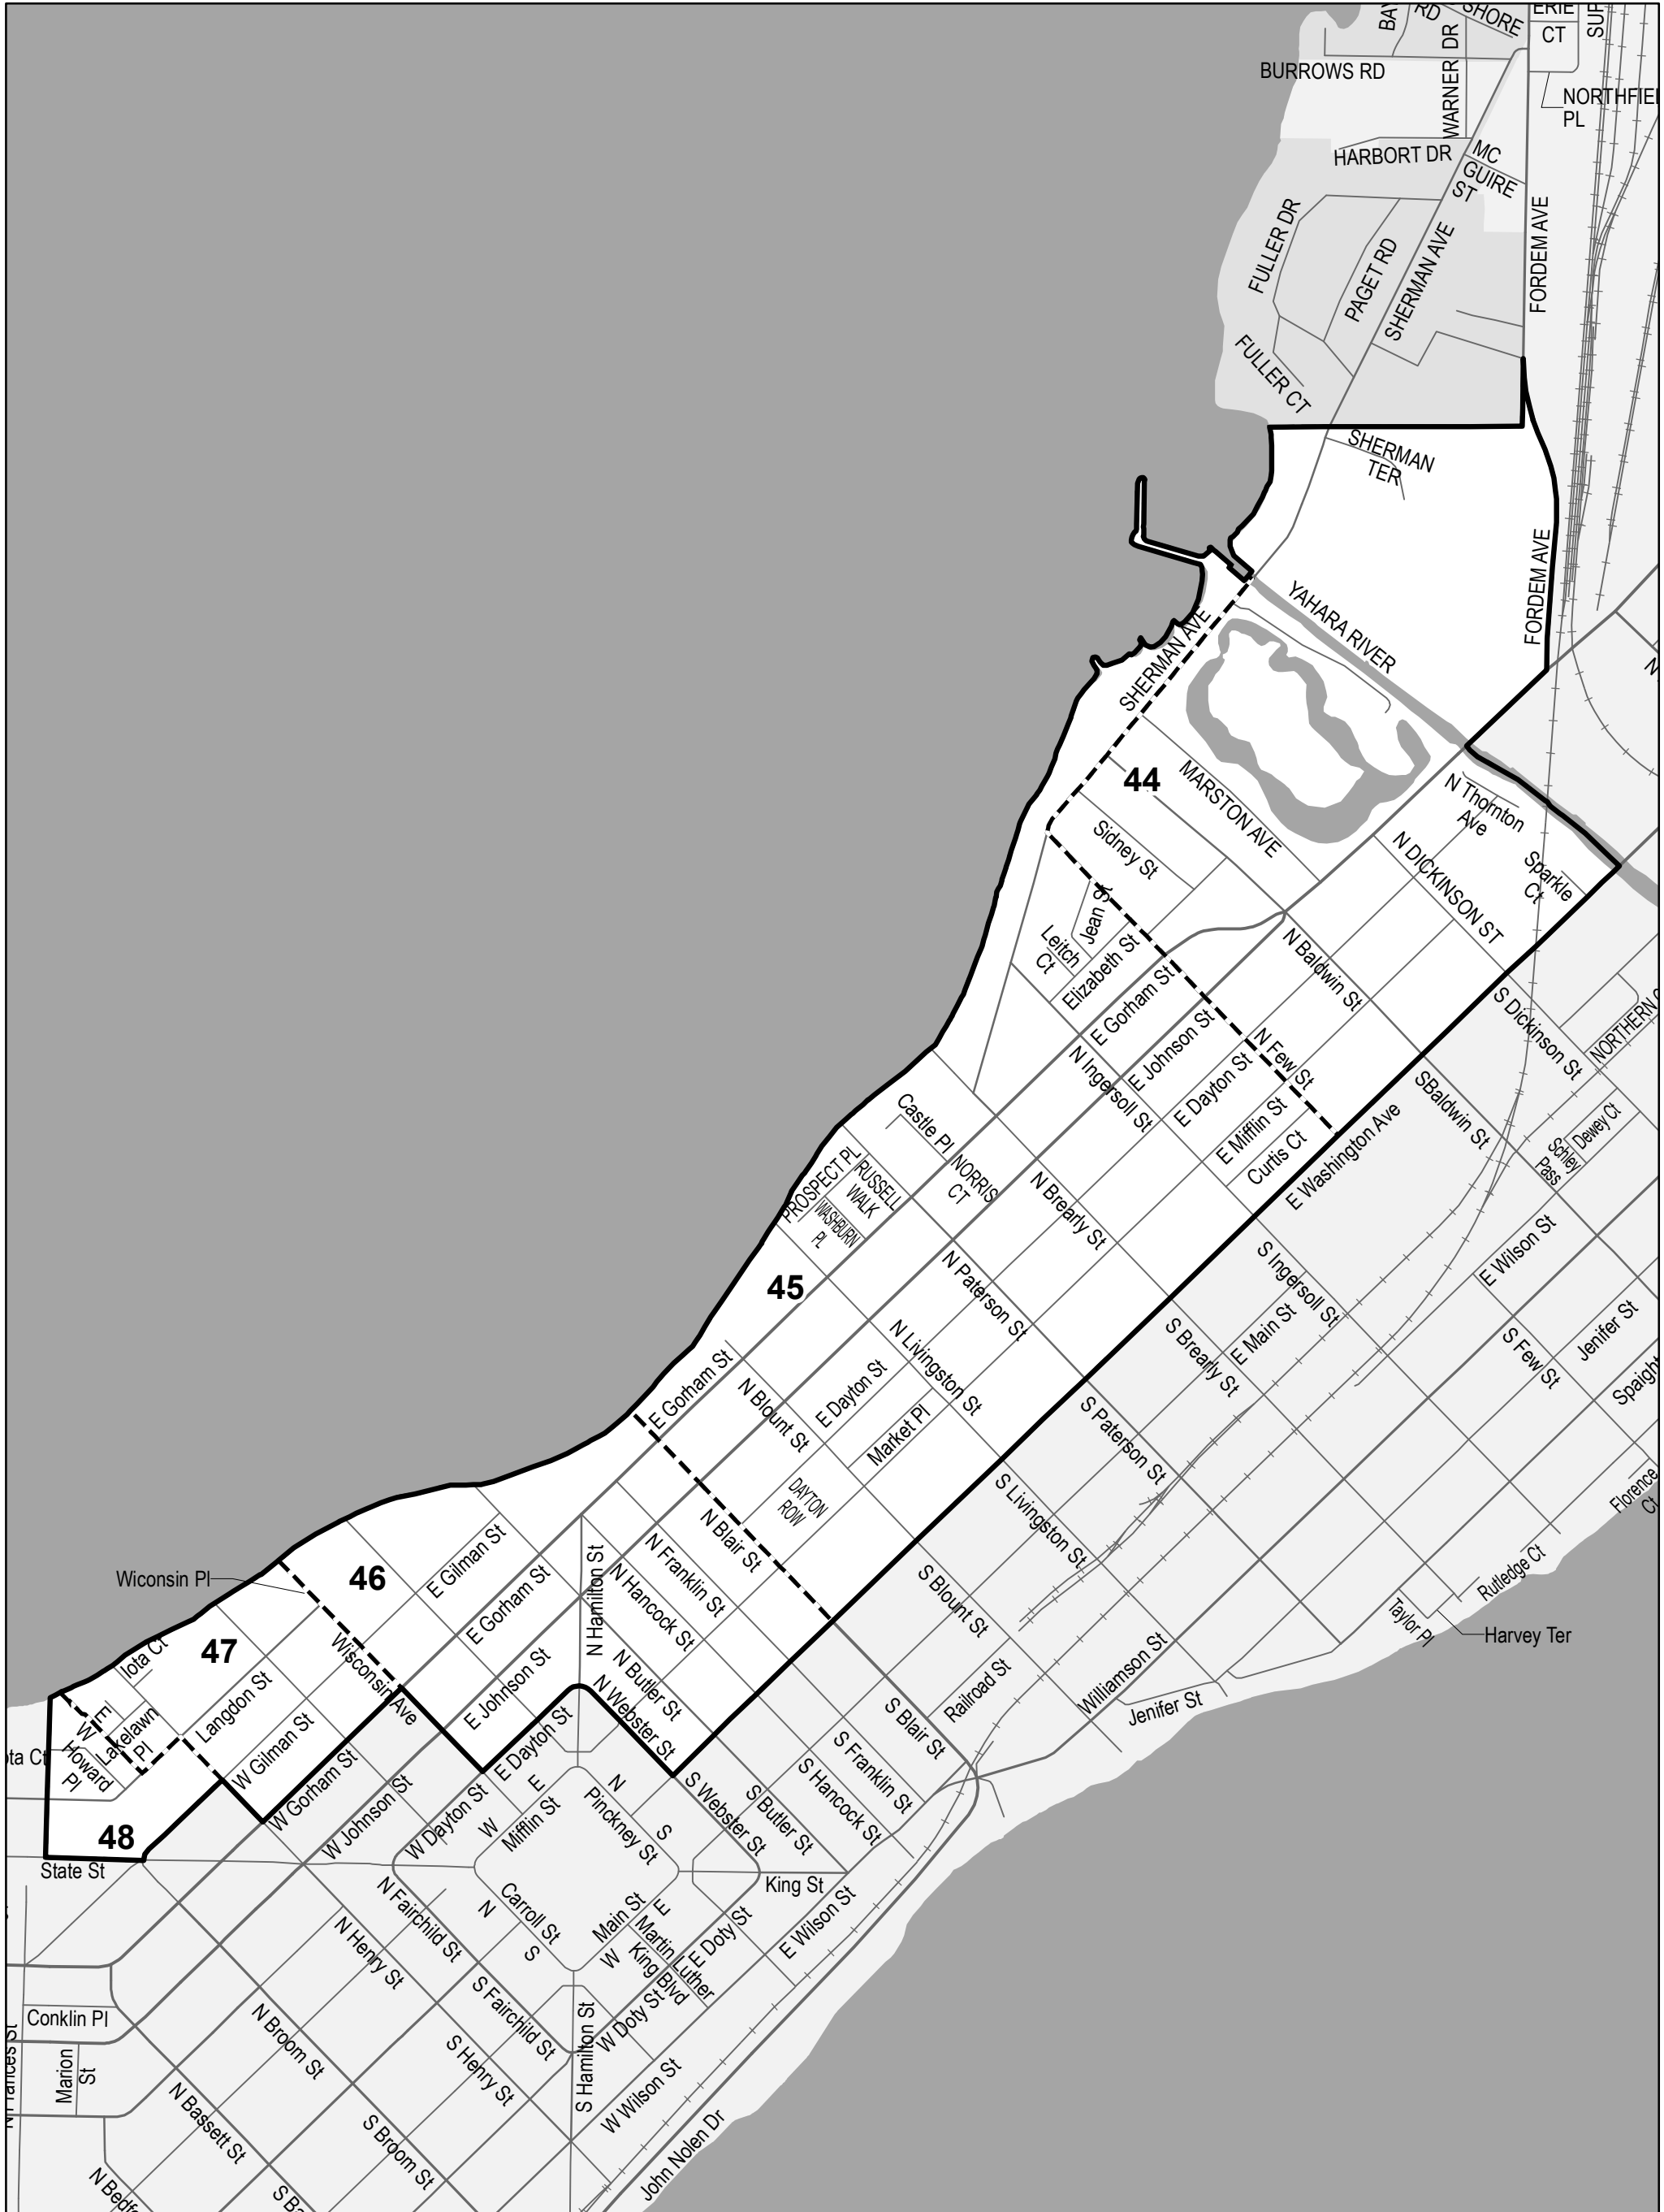 BAY
RD
SHORE
ERIE
CT
BURROWS RD
WARNER DR
PL
HARBORT DR
MC
GUIRE
ST
FULLER DR
PAGET RD
SHERMAN AVE
FORDEM AVE
FULLER CT
SHERMAN
TER
FORDEM AVE
YAHARA RIVER
SHERMAN AVE
44
MARSTON AVE
N Thornton
Ave
Sidney St
N DICKINSON ST
Sparkle
Ct
Jean St
Leitch
Ct
Elizabeth St
N Baldwin St
E Gorham St
S Dickinson St
E Johnson St
N Few St
N Ingersoll St
E Dayton St
SBaldwin St
E Mifflin St
Curtis Ct
E Washington Ave
Dewey Ct
Schley
Pass
Castle Pl
NORRIS
CT
PROSPECT PL
RUSSELL
WALK
WASHBURN
PL
N Brearly St
E Wilson St
45
N Paterson St
S Ingersoll St
E Main St
S Brearly St
Jenifer St
S Few St
N Livingston St
E Gorham St
N Blount St
E Dayton St
Market Pl
S Paterson St
Florence
Ct
DAYTON
ROW
S Livingston St
N Blair St
Wiconsin Pl
46
E Gilman St
E Gorham St
N Hamilton St
N Franklin St
N Hancock St
S Blount St
Rutledge Ct
Taylor Pl
Harvey Ter
Iota Ct
47
Wisconsin Ave
Langdon St
E Johnson St
N Butler St
N Webster St
Railroad St
Williamson St
Jenifer St
S Blair St
E
W
Lakelawn
Pl
Howard
Pl
W Gilman St
E Dayton St
S Franklin St
S Hancock St
W Gorham St
W Johnson St
W Dayton St
E
W
Mifflin St
N
Pinckney St
S
S Webster St
S Butler St
48
State St
King St
N Fairchild St
N
Carroll St
S
Main St
E
W
Martin Luther
King Blvd
E Doty St
E Wilson St
N Henry St
S Fairchild St
W Doty St
S Hamilton St
Conklin Pl
N Broom St
S Henry St
W Wilson St
Marion
St
N Bassett St
S Broom St
John Nolen Dr